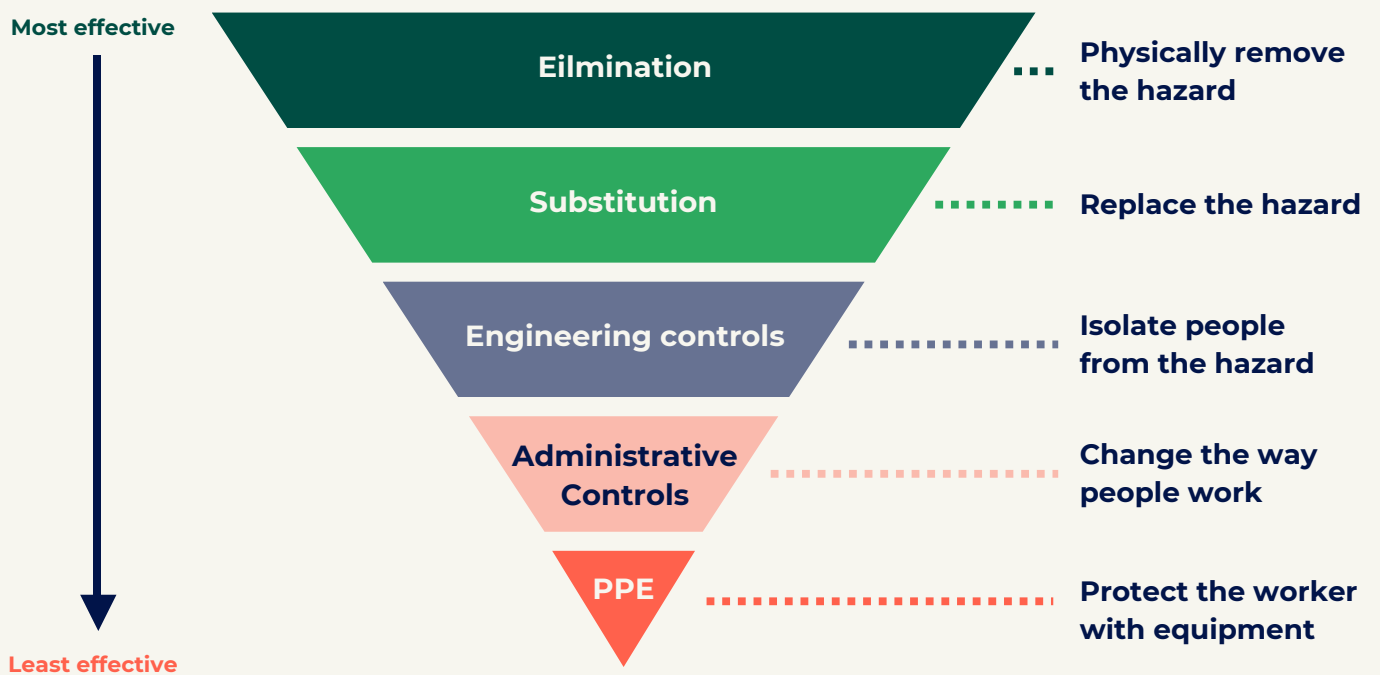 Most effective
Eilmination
Physically remove
the hazard
Substitution
Replace the hazard
Engineering controls
Isolate people
from the hazard
Administrative
Controls
Change the way
people work
PPE
Protect the worker
with equipment
Least effective